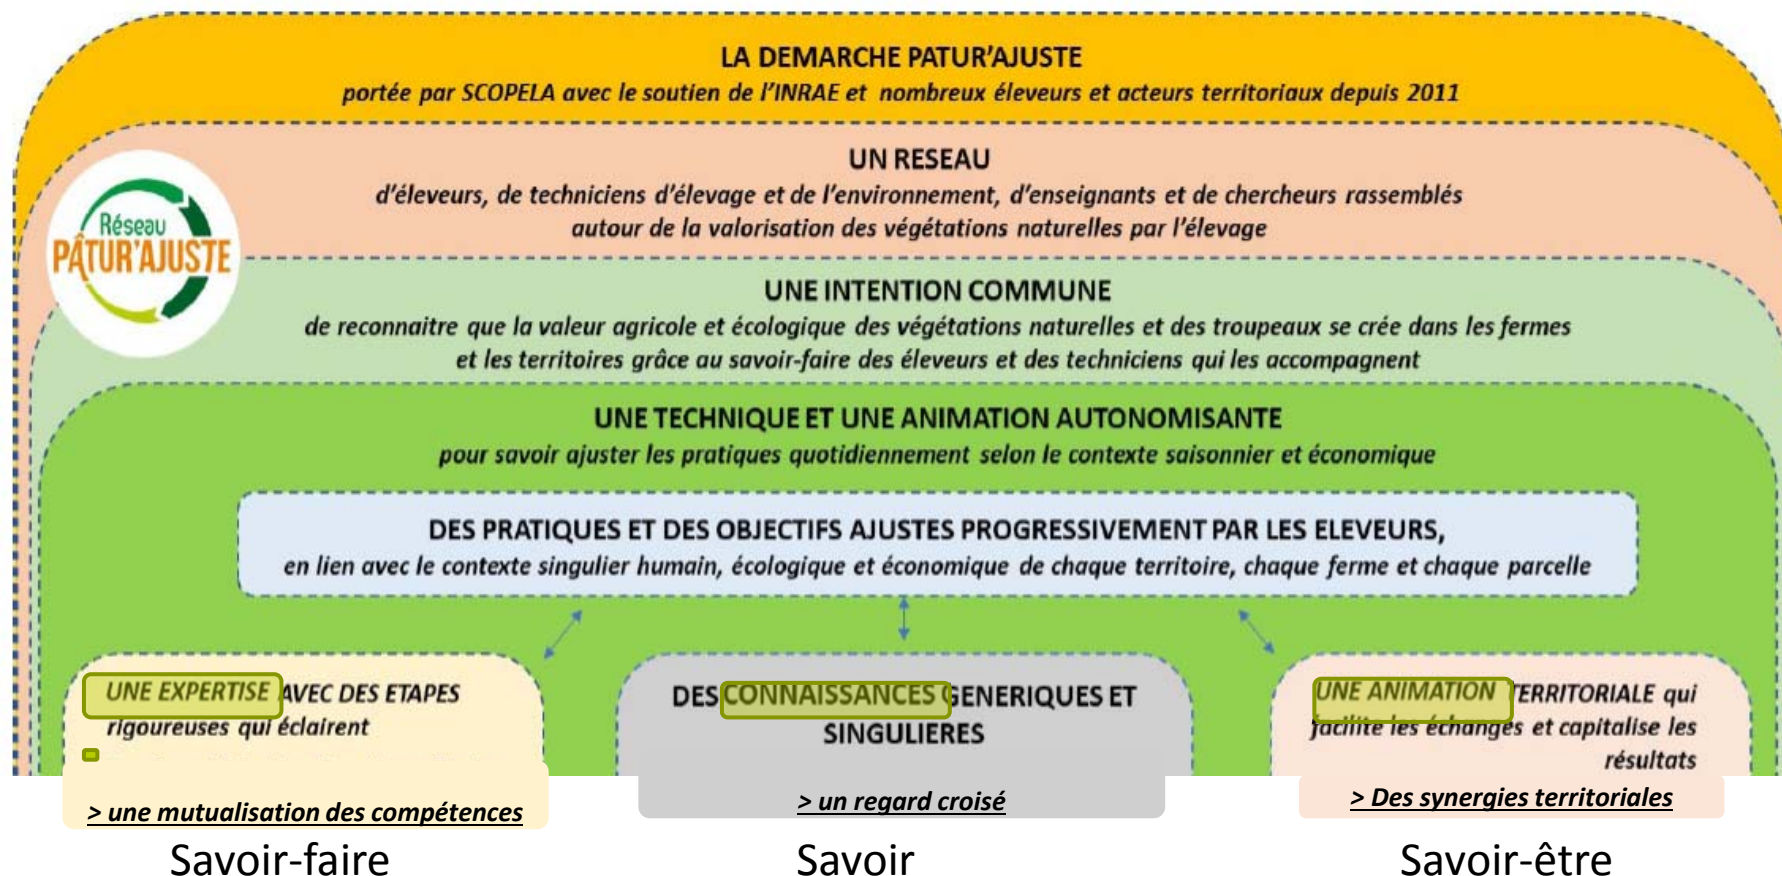 LA DEMARCHE PATUR'AJUSTE
portée par SCOPELA avec le soutien de l'INRAE et nombreux éleveurs et acteurs territoriaux depuis 2011
UN RESEAU
d'éleveurs, de techniciens d'élevage et de l'environnement, d'enseignants et de chercheurs rassemblés
autour de la valorisation des végétations naturelles par l'élevage
Réseau
PÂTUR'AJUSTE
UNE INTENTION COMMUNE
de reconnaitre que la valeur agricole et écologique des végétations naturelles et des troupeaux se crée dans les fermes
et les territoires grâce au savoir-faire des éleveurs et des techniciens qui les accompagnent
UNE TECHNIQUE ET UNE ANIMATION AUTONOMISANTE
pour savoir ajuster les pratiques quotidiennement selon le contexte saisonnier et économique
DES PRATIQUES ET DES OBJECTIFS AJUSTES PROGRESSIVEMENT PAR LES ELEVEURS,
en lien avec le contexte singulier humain, écologique et économique de chaque territoire, chaque ferme et chaque parcelle
UNE EXPERTISE AVEC DES ETAPES
rigoureuses qui éclairent
> une mutualisation des compétences
Savoir-faire
DES CONNAISSANCES GENERIQUES ET
SINGULIERES
> un regard croisé
Savoir
UNE ANIMATION TERRITORIALE qui
facilite les échanges et capitalise les
résultats
> Des synergies territoriales
Savoir-être